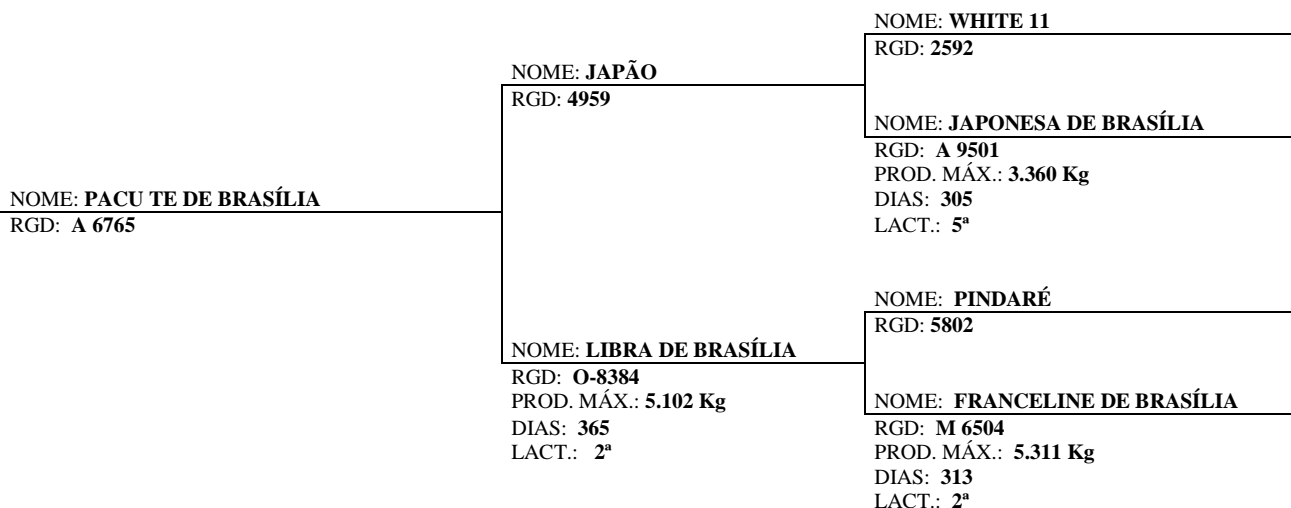 NOME: WHITE 11
RGD: 2592
NOME: JAPÃO
RGD: 4959
NOME: JAPONESA DE BRASÍLIA
RGD: A 9501
PROD. MÁX.: 3.360 Kg
DIAS: 305
LACT.: 5ª
NOME: PACU TE DE BRASÍLIA
RGD: A 6765
NOME: PINDARÉ
RGD: 5802
NOME: LIBRA DE BRASÍLIA
RGD: O-8384
PROD. MÁX.: 5.102 Kg
DIAS: 365
LACT.: 2ª
NOME: FRANCELINE DE BRASÍLIA
RGD: M 6504
PROD. MÁX.: 5.311 Kg
DIAS: 313
LACT.: 2ª